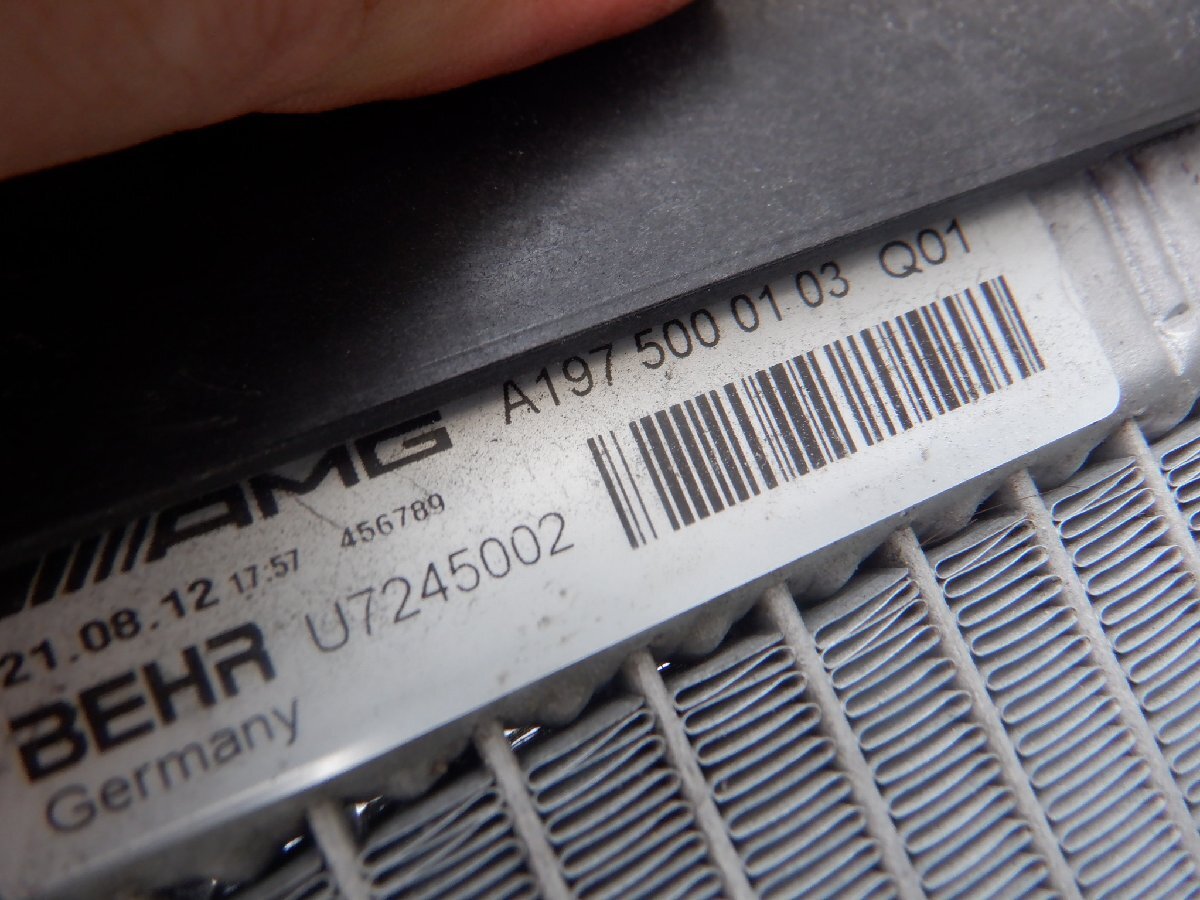 AMG A197 500 01 03 Q01
21.08.12 17:57 456789
BEHR U7245002
Germany